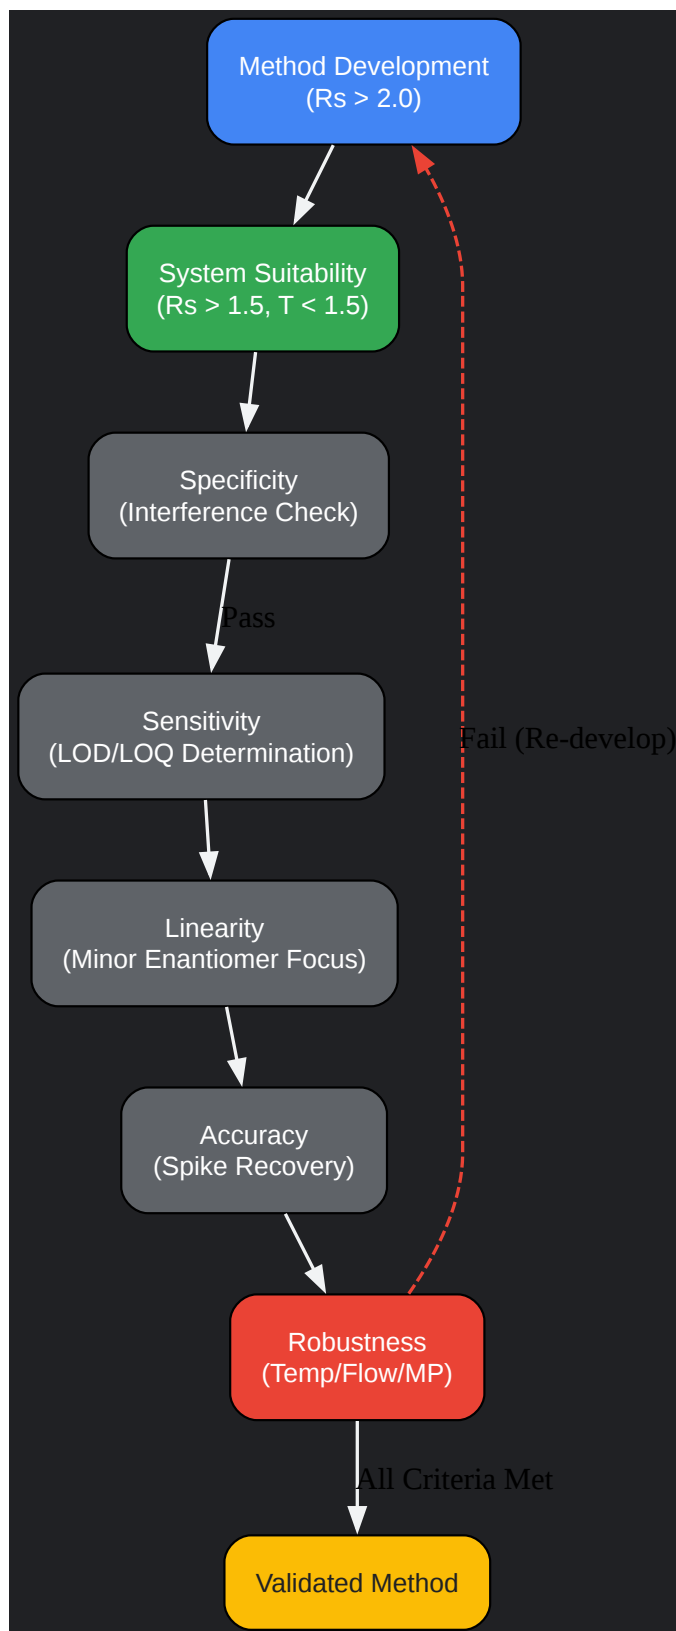 Method Development
(Rs > 2.0)
System Suitability
(Rs > 1.5, T < 1.5)
Specificity
(Interference Check)
Pass
Sensitivity
(LOD/LOQ Determination)
Fail (Re-develop)
Linearity
(Minor Enantiomer Focus)
Accuracy
(Spike Recovery)
Robustness
(Temp/Flow/MP)
All Criteria Met
Validated Method